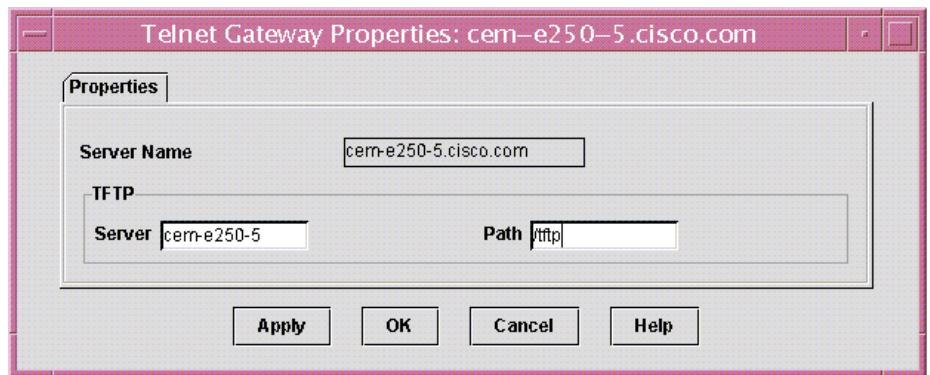 Telnet Gateway Properties: cem-e250-5.cisco.com
Properties
Server Name cem-e250-5.cisco.com
TFTP
Server cem-e250-5 Path /tftp
Apply OK Cancel Help